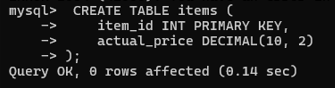 mysql>  CREATE TABLE items (
    ->     item_id INT PRIMARY KEY,
    ->     actual_price DECIMAL(10, 2)
    -> );
Query OK, 0 rows affected (0.14 sec)